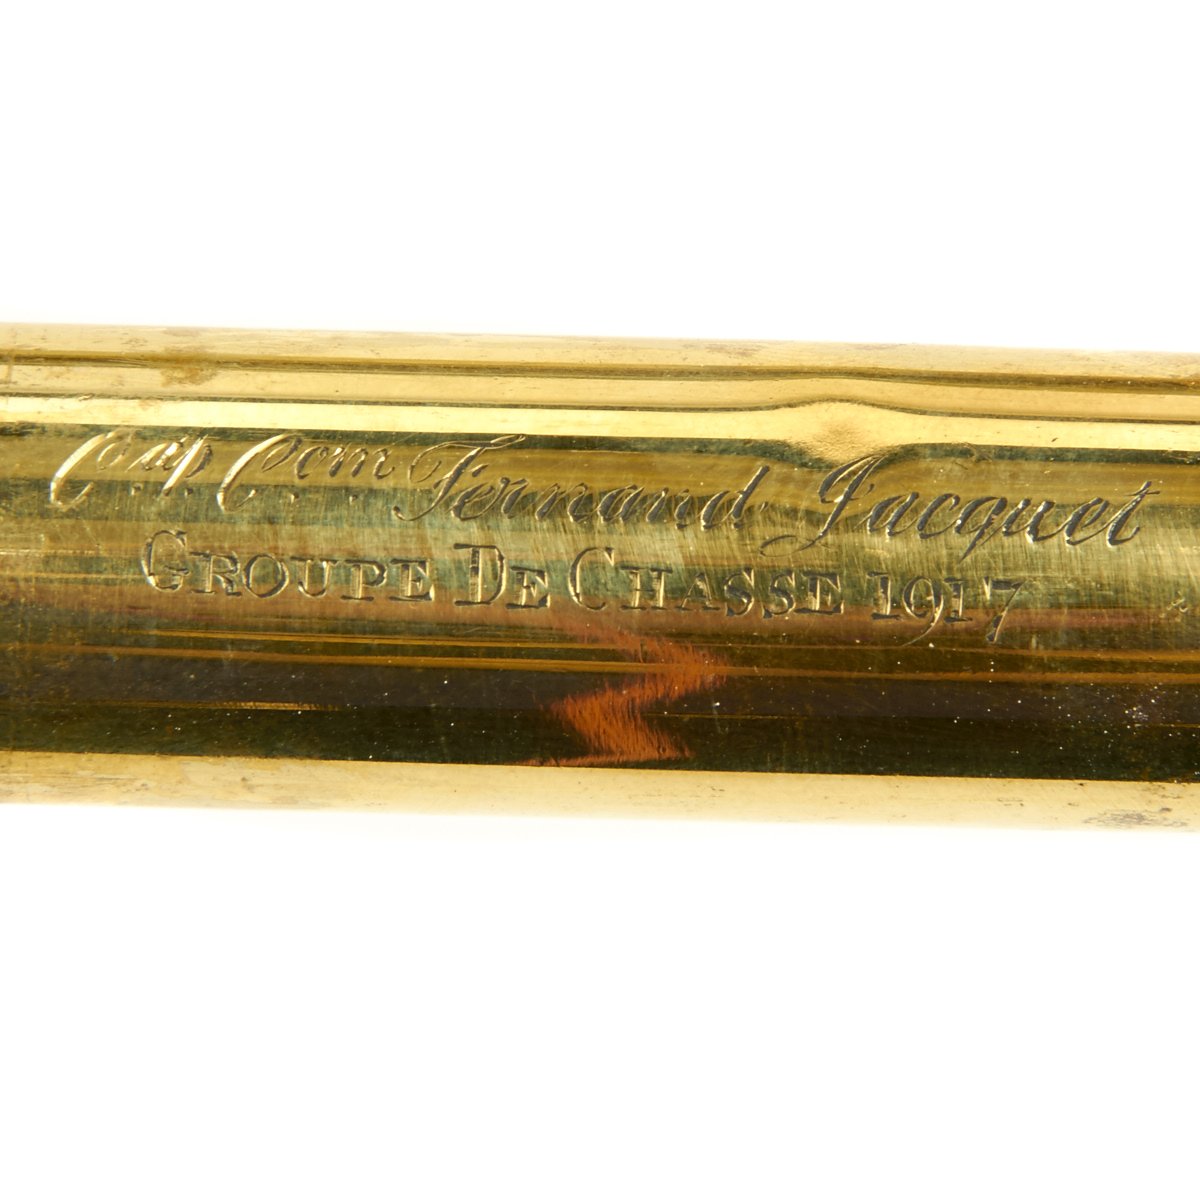 Cap. Com. Fernand Jacquet
GROUPE DE CHASSE 1917